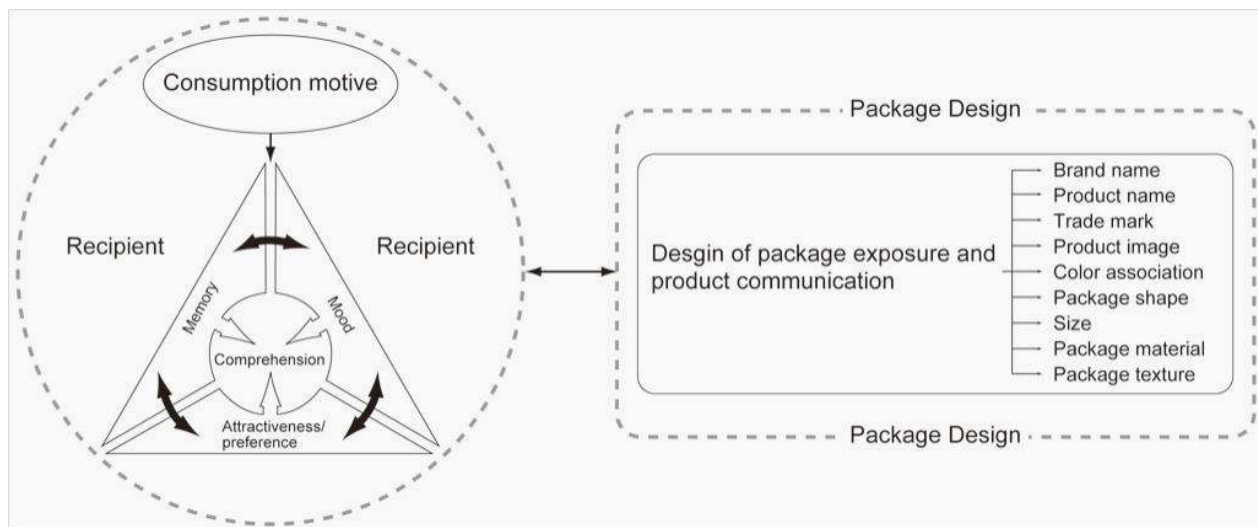 Consumption motive
Recipient
Recipient
Memory
Mood
Comprehension
Attractiveness/
preference
Package Design
Desgin of package exposure and
product communication
Brand name
Product name
Trade mark
Product image
Color association
Package shape
Size
Package material
Package texture
Package Design